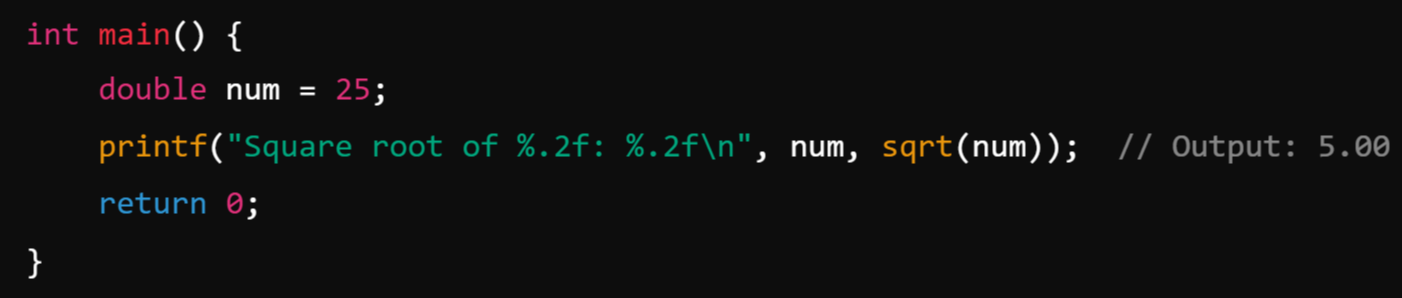 int main() {
    double num = 25;
    printf("Square root of %.2f: %.2f\n", num, sqrt(num));  // Output: 5.00
    return 0;
}